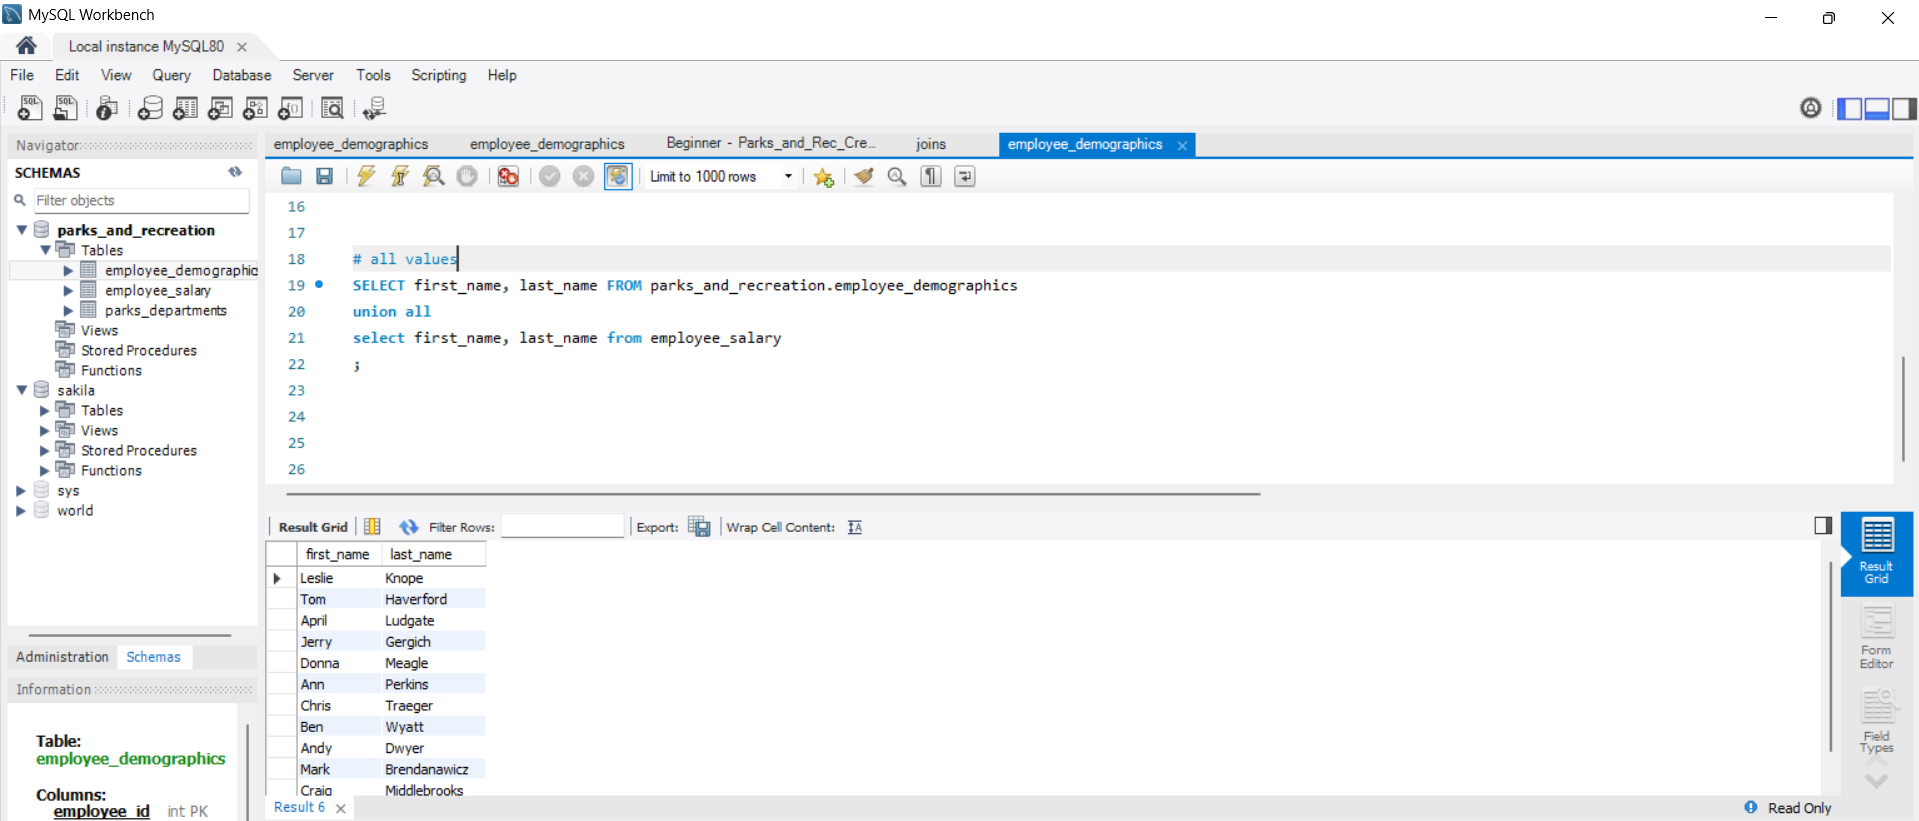 MySQL Workbench
Local instance MySQL80
File Edit View Query Database Server Tools Scripting Help
Navigator
SCHEMAS
Filter objects
parks_and_recreation
Tables
employee_demographic
employee_salary
parks_departments
Views
Stored Procedures
Functions
sakila
Tables
Views
Stored Procedures
Functions
sys
world
Administration Schemas
Information
Table:
employee_demographics
Columns:
employee_id int PK
employee_demographics employee_demographics Beginner - Parks_and_Rec_Cre... joins employee_demographics
Limit to 1000 rows
16
17
18 # all values
19 SELECT first_name, last_name FROM parks_and_recreation.employee_demographics
20 union all
21 select first_name, last_name from employee_salary
22 ;
23
24
25
26
Result Grid Filter Rows: Export: Wrap Cell Content:
first_name last_name
Leslie Knope
Tom Haverford
April Ludgate
Jerry Gergich
Donna Meagle
Ann Perkins
Chris Traeger
Ben Wyatt
Andy Dwyer
Mark Brendanawicz
Craig Middlebrooks
Result 6
Result
Grid
Form
Editor
Field
Types
Read Only